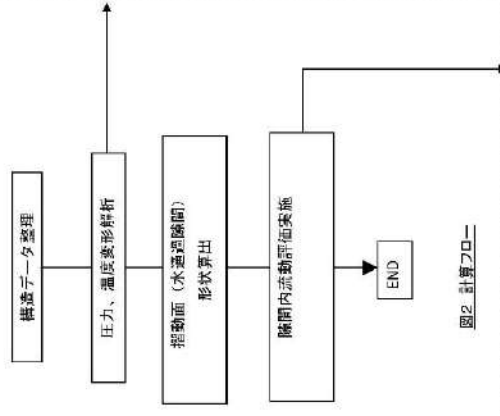 構造データ整理
圧力、温度変形解析
摺動面（水通過隙間）
形状算出
隙間内流動評価実施
END
図2 計算フロー